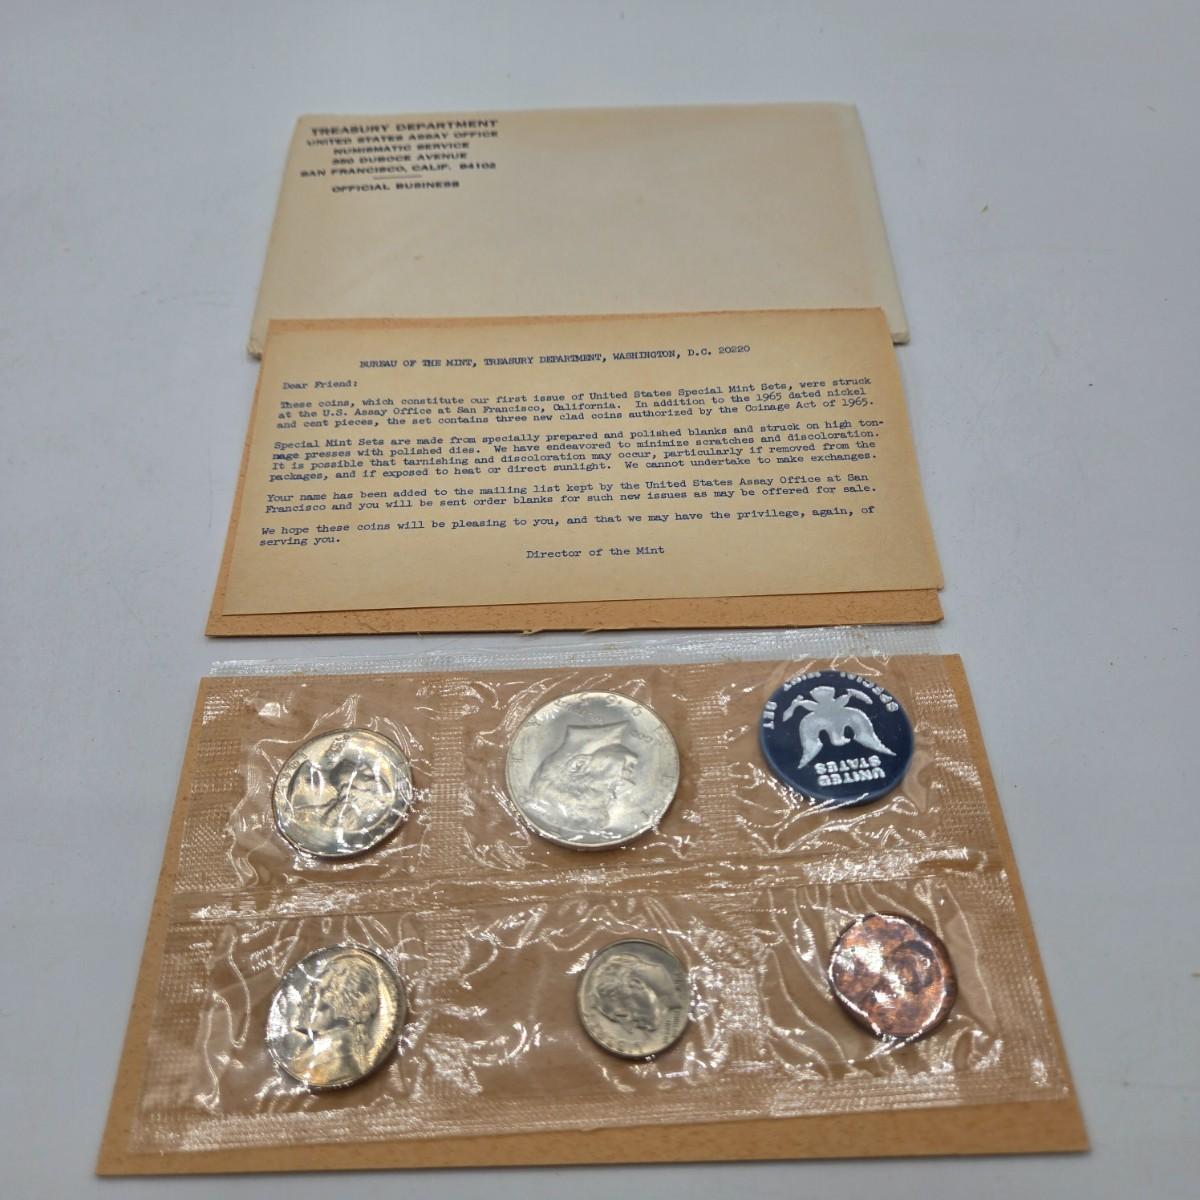 TREASURY DEPARTMENT
UNITED STATES ASSAY OFFICE
NUMISMATIC SERVICE
350 DUBOCE AVENUE
SAN FRANCISCO, CALIF. 94102
OFFICIAL BUSINESS
BUREAU OF THE MINT, TREASURY DEPARTMENT, WASHINGTON, D.C. 20220
Dear Friend:
These coins, which constitute our first issue of United States Special Mint Sets, were struck
at the U.S. Assay Office at San Francisco, California. In addition to the 1965 dated nickel
and cent pieces, the set contains three new clad coins authorized by the Coinage Act of 1965.
Special Mint Sets are made from specially prepared and polished blanks and struck on high ton-
nage presses with polished dies. We have endeavored to minimize scratches and discoloration.
It is possible that tarnishing and discoloration may occur, particularly if removed from the
packages, and if exposed to heat or direct sunlight. We cannot undertake to make exchanges.
Your name has been added to the mailing list kept by the United States Assay Office at San
Francisco and you will be sent order blanks for such new issues as may be offered for sale.
We hope these coins will be pleasing to you, and that we may have the privilege, again, of
serving you.
Director of the Mint
UNITED
STATES
SPECIAL MINT SET